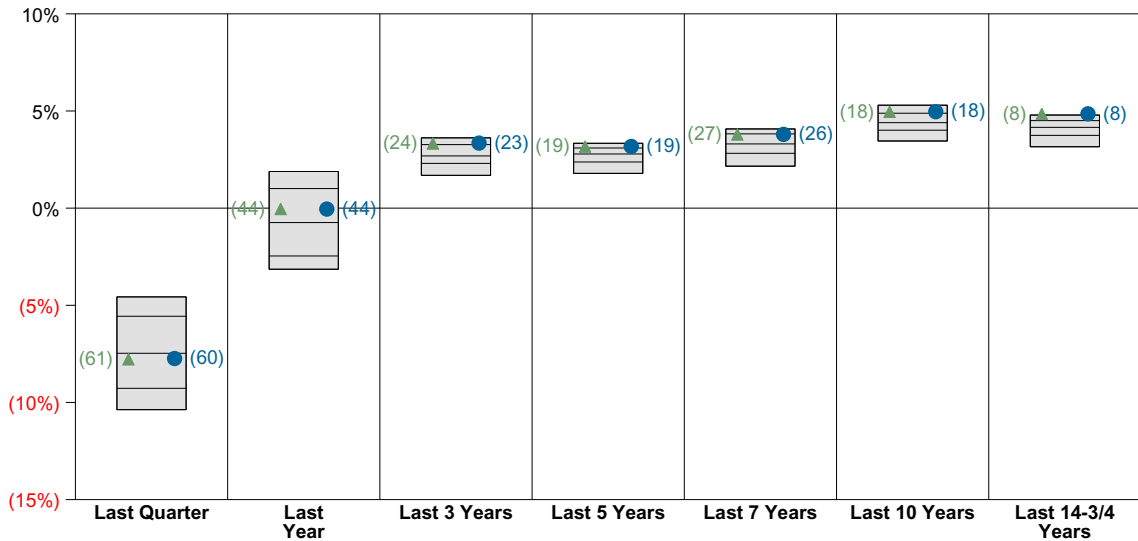 10%
5%
0%
(5%)
(10%)
(15%)
(61)
(60)
(44)
(44)
(24)
(23)
(19)
(19)
(27)
(26)
(18)
(18)
(8)
(8)
Last Quarter
Last
Year
Last 3 Years
Last 5 Years
Last 7 Years
Last 10 Years
Last 14-3/4
Years